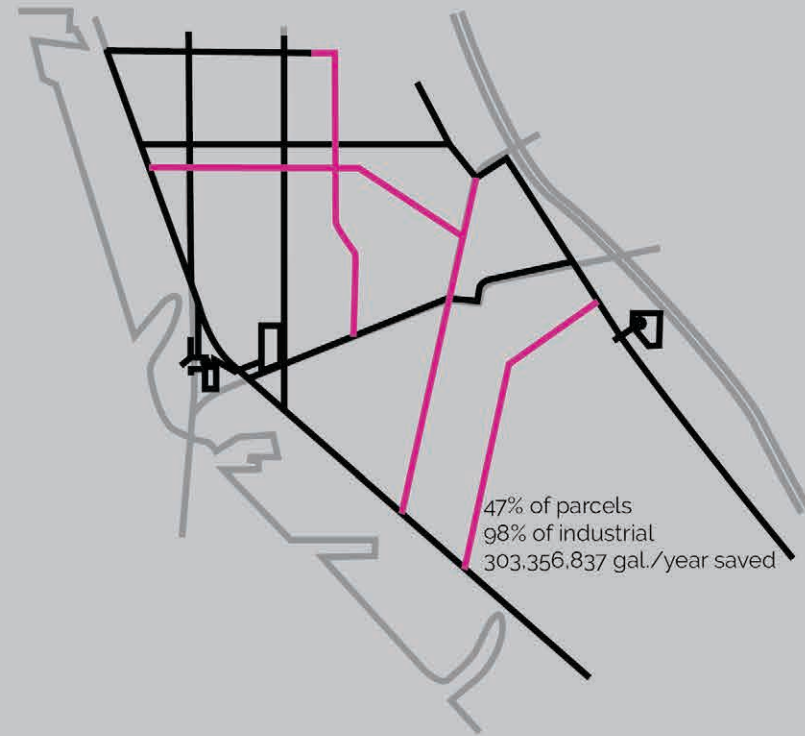 47% of parcels
98% of industrial
303,356,837 gal./year saved